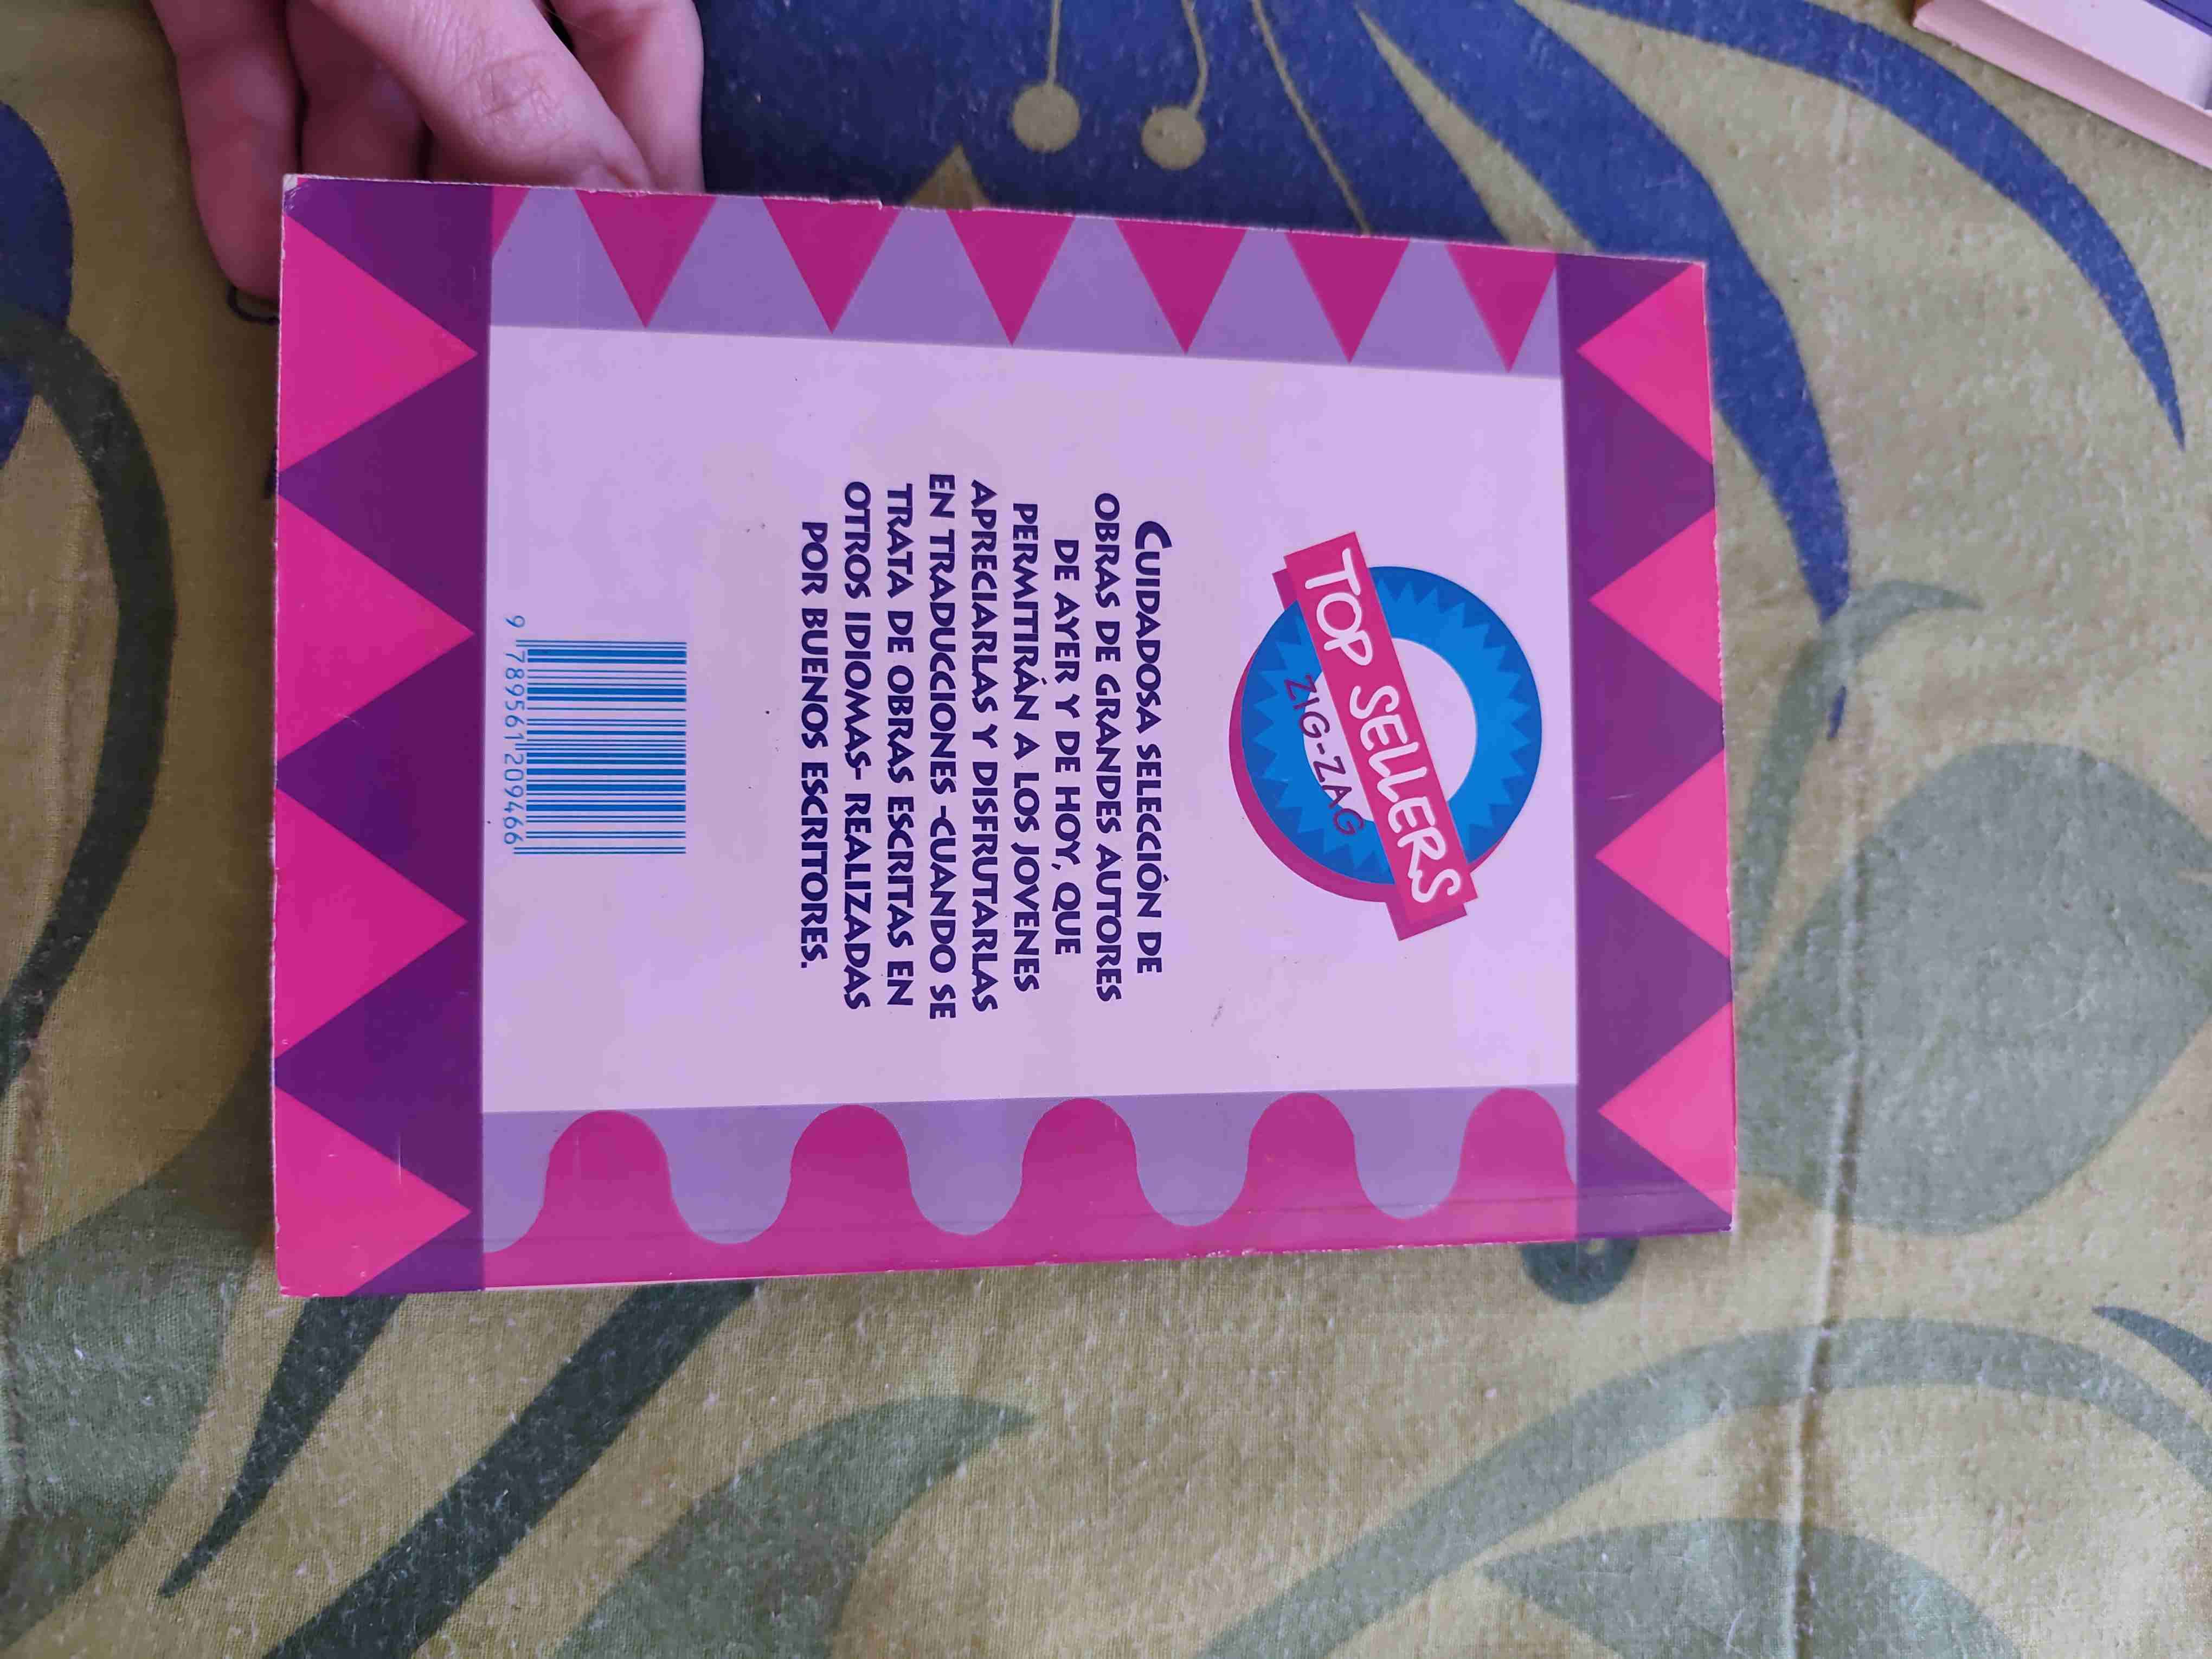 TOP SELLERS
ZIG-ZAG
CUIDADOSA SELECCIÓN DE
OBRAS DE GRANDES AUTORES
DE AYER Y DE HOY, QUE
PERMITIRÁN A LOS JOVENES
APRECIARLAS Y DISFRUTARLAS
EN TRADUCCIONES -CUANDO SE
TRATA DE OBRAS ESCRITAS EN
OTROS IDIOMAS- REALIZADAS
POR BUENOS ESCRITORES.
9 789561 209466